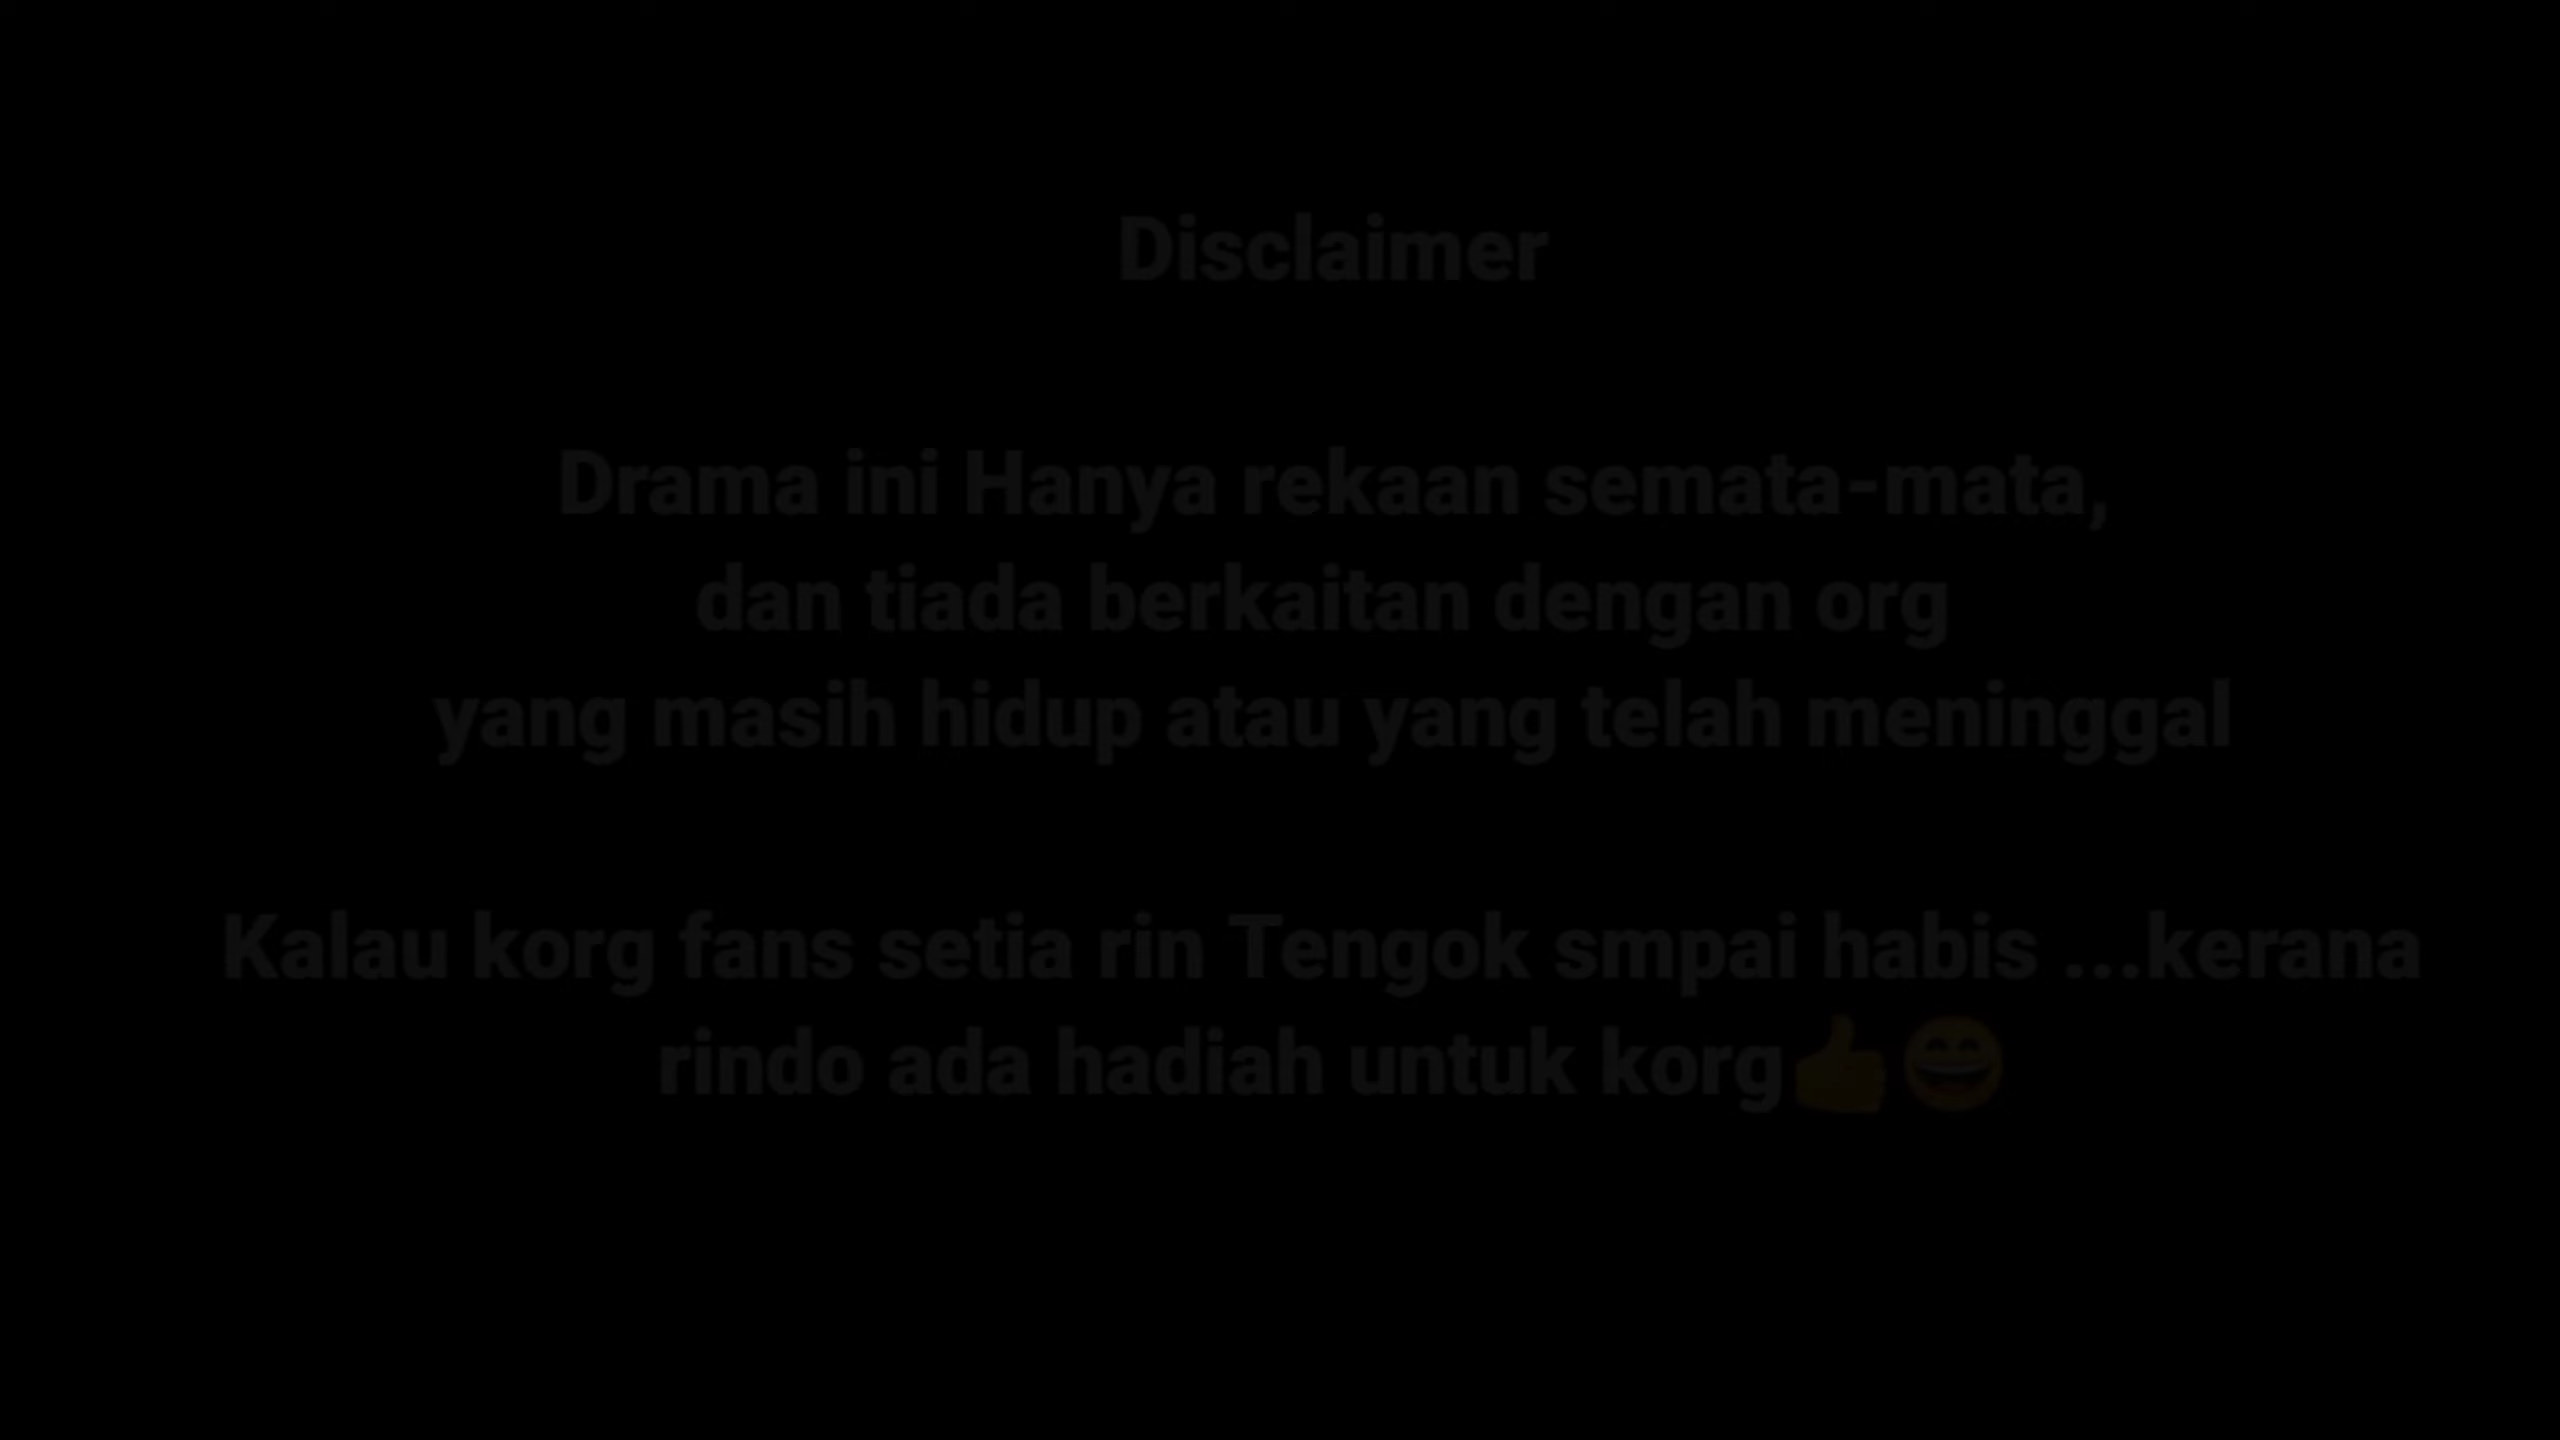 Disclaimer
Drama ini Hanya rekaan semata-mata,
dan tiada berkaitan dengan org
yang masih hidup atau yang telah meninggal
Kalau korg fans setia rin Tengok smpai habis ...kerana
rindo ada hadiah untuk korg👍😄